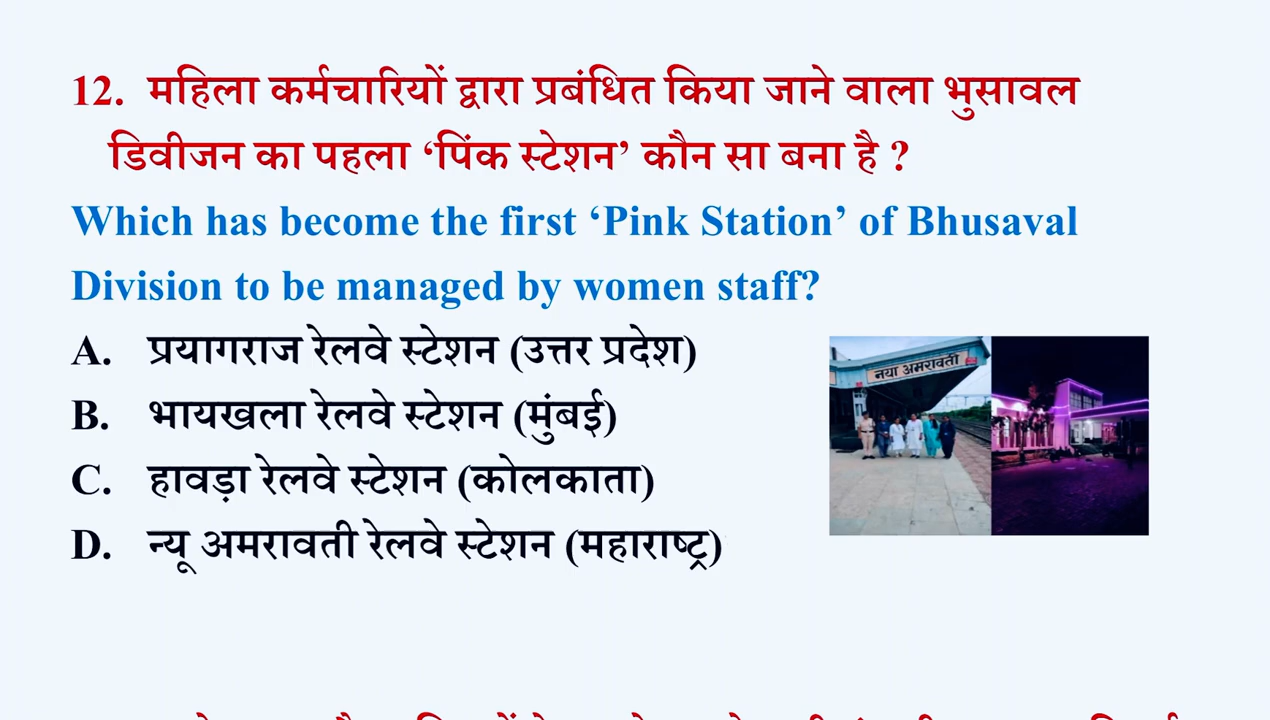 12. महिला कर्मचारियों द्वारा प्रबंधित किया जाने वाला भुसावल
डिवीजन का पहला ‘पिंक स्टेशन’ कौन सा बना है ?
Which has become the first ‘Pink Station’ of Bhusaval
Division to be managed by women staff?
A. प्रयागराज रेलवे स्टेशन (उत्तर प्रदेश)
B. भायखला रेलवे स्टेशन (मुंबई)
C. हावड़ा रेलवे स्टेशन (कोलकाता)
D. न्यू अमरावती रेलवे स्टेशन (महाराष्ट्र)
नया अमरावती